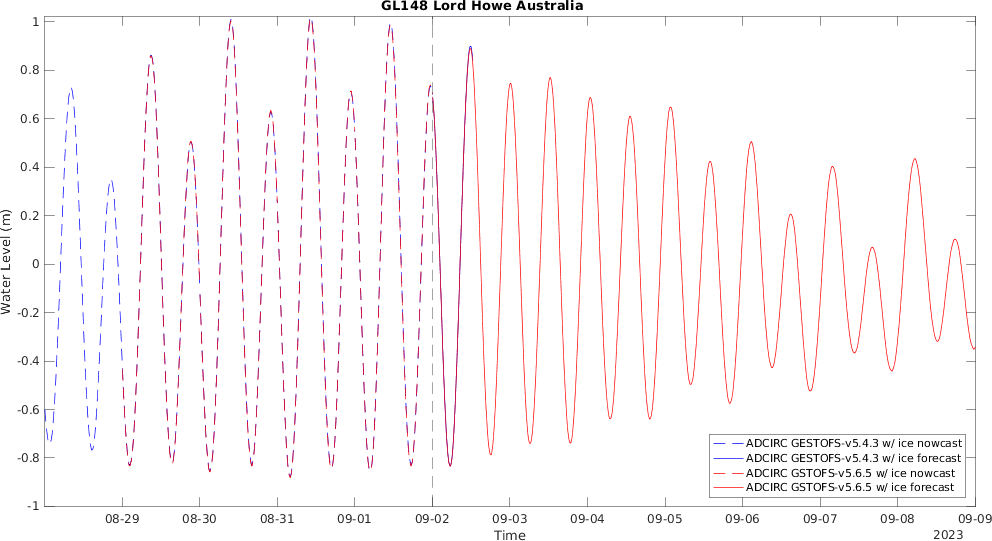 GL148 Lord Howe Australia
Water Level (m)
1
0.8
0.6
0.4
0.2
0
-0.2
-0.4
-0.6
-0.8
-1
ADCIRC GESTOFS-v5.4.3 w/ ice nowcast
ADCIRC GESTOFS-v5.4.3 w/ ice forecast
ADCIRC GSTOFS-v5.6.5 w/ ice nowcast
ADCIRC GSTOFS-v5.6.5 w/ ice forecast
08-29 08-30 08-31 09-01 09-02 09-03 09-04 09-05 09-06 09-07 09-08 09-09
Time
2023